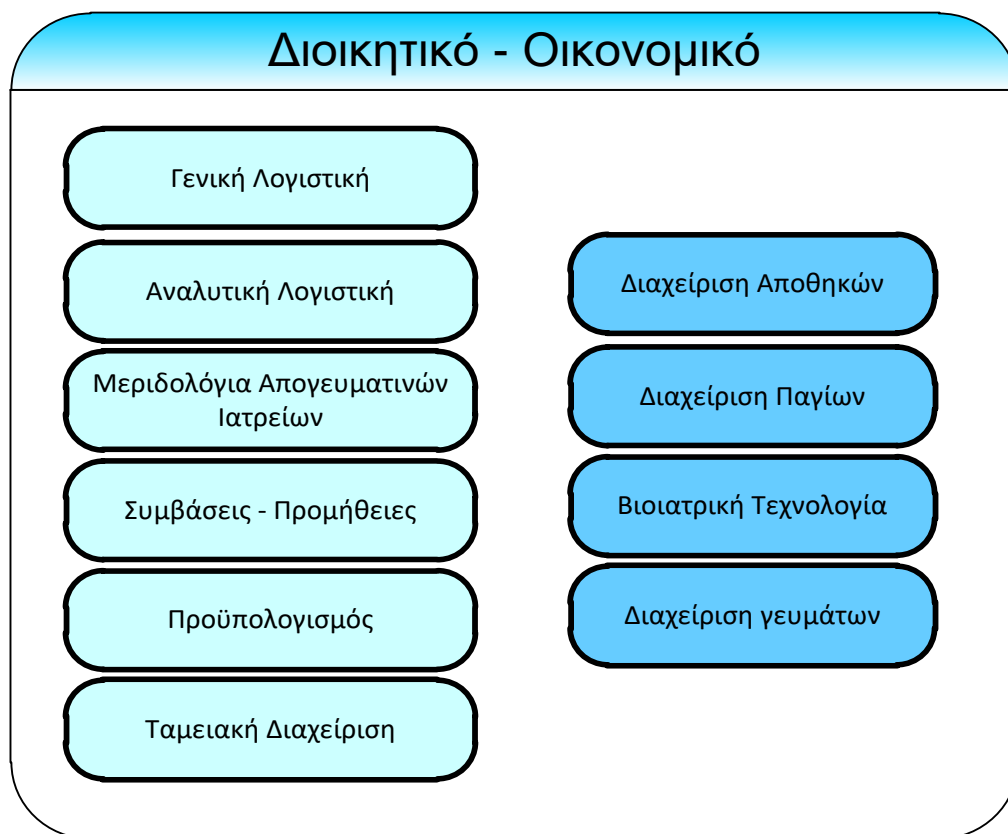 Διοικητικό - Οικονομικό
Γενική Λογιστική
Αναλυτική Λογιστική
Μεριδολόγια Απογευματινών
Ιατρείων
Συμβάσεις - Προμήθειες
Προϋπολογισμός
Ταμειακή Διαχείριση
Διαχείριση Αποθηκών
Διαχείριση Παγίων
Βιοιατρική Τεχνολογία
Διαχείριση γευμάτων